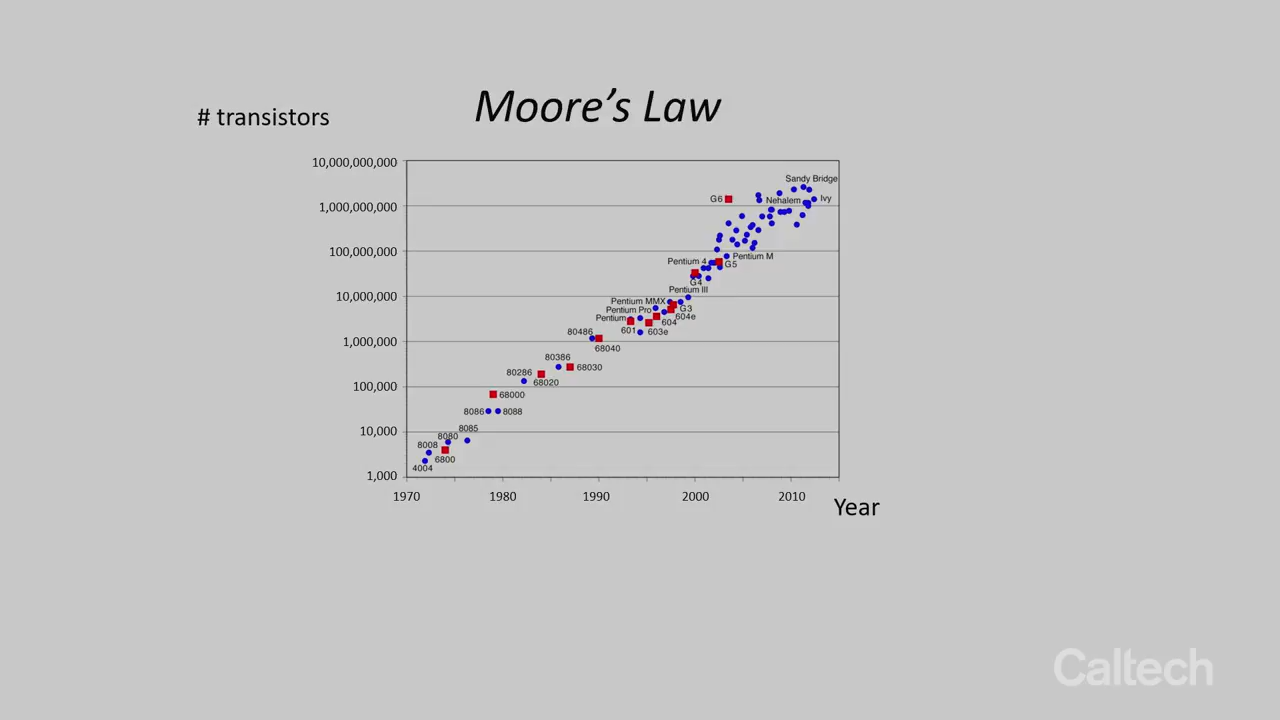 Moore's Law
# transistors
10,000,000,000
1,000,000,000
100,000,000
10,000,000
1,000,000
100,000
10,000
1,000
Sandy Bridge
G6
Nehalem
Ivy
Pentium M
Pentium 4
G5
G4
Pentium III
Pentium MMX
Pentium Pro
G3
604e
Pentium
604
601
603e
80486
68040
80386
68030
80286
68020
68000
8086
8088
8085
8080
8008
6800
4004
1970
1980
1990
2000
2010
Year
Caltech